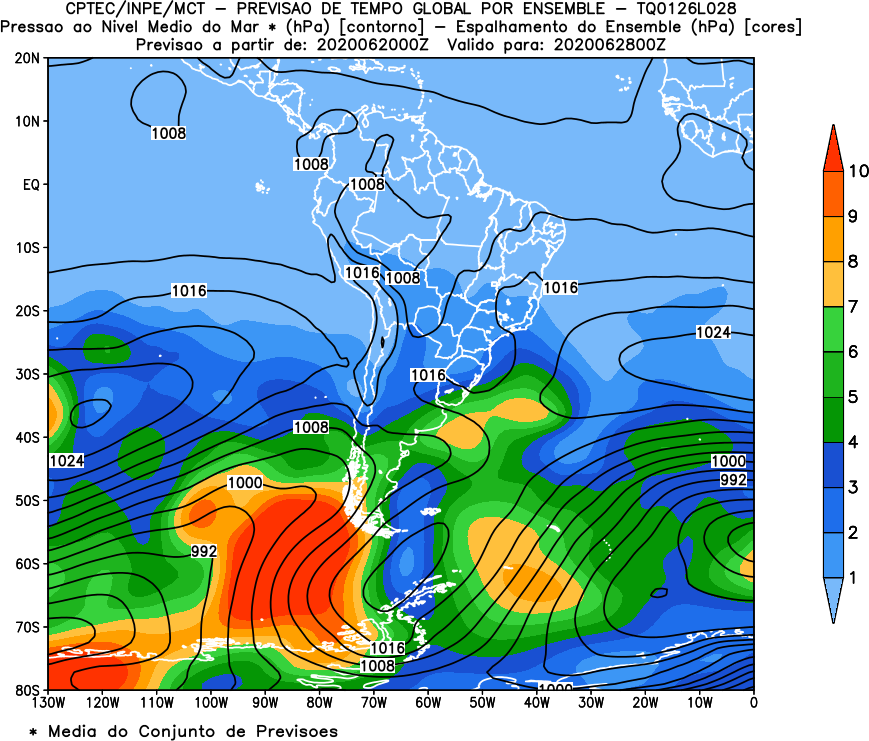 CPTEC/INPE/MCT – PREVISAO DE TEMPO GLOBAL POR ENSEMBLE – TQ0126L028
Pressao ao Nivel Medio do Mar * (hPa) [contorno] – Espalhamento do Ensemble (hPa) [cores]
Previsao a partir de: 2020062000Z Valido para: 2020062800Z
20N
10N
EQ
10S
20S
30S
40S
50S
60S
70S
80S
1008
1008
1008
1016
1008
1016
1016
1024
1016
1008
1024
1000
1000
992
992
1016
1008
1000
10
9
8
7
6
5
4
3
2
1
130W 120W 110W 100W 90W 80W 70W 60W 50W 40W 30W 20W 10W 0
* Media do Conjunto de Previsoes